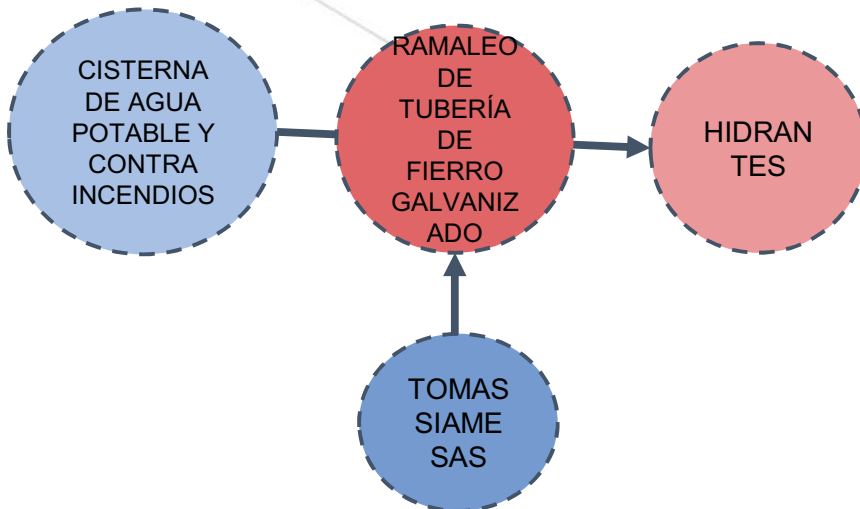 CISTERNA
DE AGUA
POTABLE Y
CONTRA
INCENDIOS
RAMALEO
DE
TUBERÍA
DE
FIERRO
GALVANIZ
ADO
HIDRAN
TES
TOMAS
SIAME
SAS